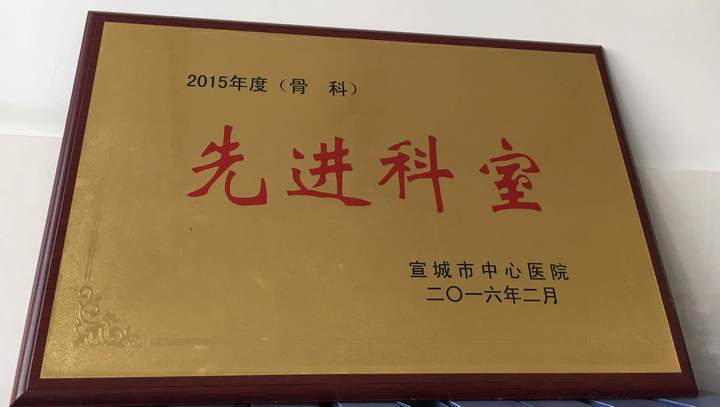 2015年度（骨　科）
先进科室
宣城市中心医院
二〇一六年二月